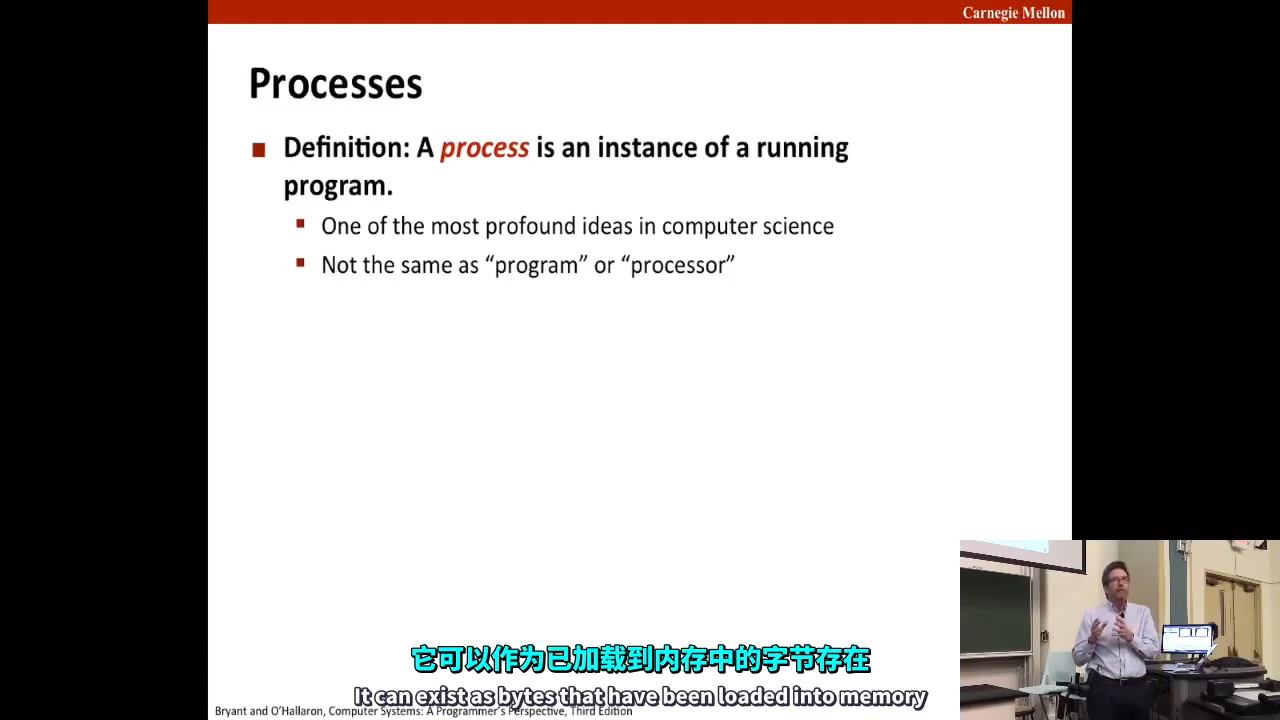 Carnegie Mellon
Processes
Definition: A process is an instance of a running
program.
One of the most profound ideas in computer science
Not the same as “program” or “processor”
它可以作为已加载到内存中的字节存在
It can exist as bytes that have been loaded into memory
Bryant and O’Hallaron, Computer Systems: A Programmer’s Perspective, Third Edition